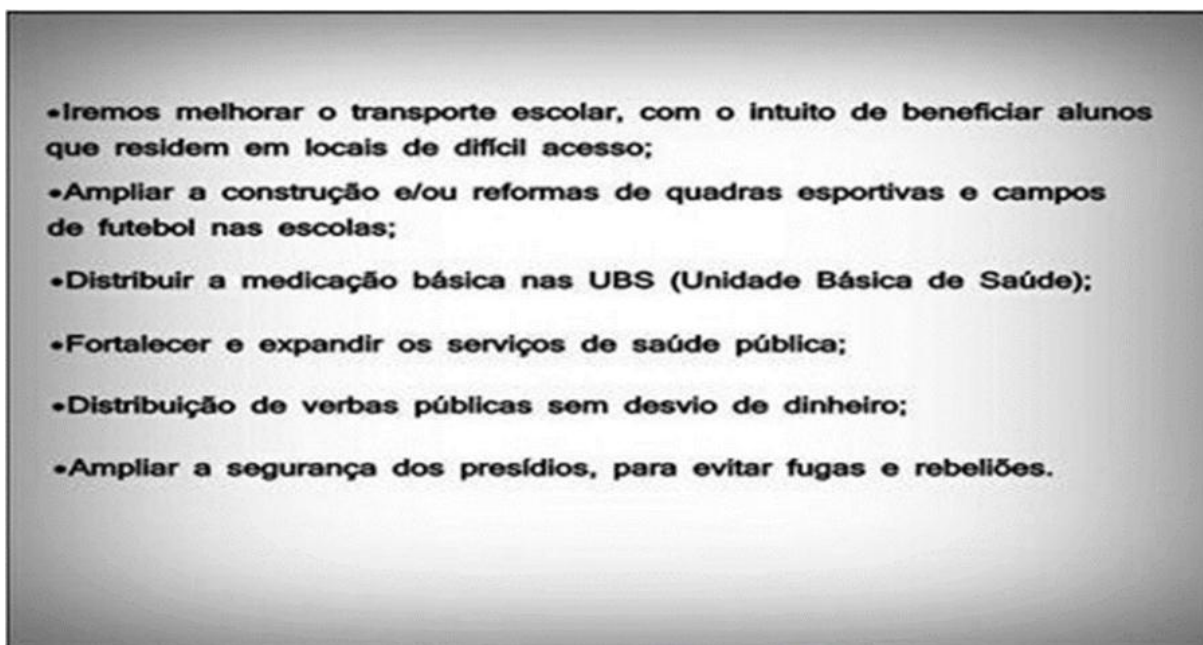 •Iremos melhorar o transporte escolar, com o intuito de beneficiar alunos
que residem em locais de difícil acesso;
•Ampliar a construção e/ou reformas de quadras esportivas e campos
de futebol nas escolas;
•Distribuir a medicação básica nas UBS (Unidade Básica de Saúde);
•Fortalecer e expandir os serviços de saúde pública;
•Distribuição de verbas públicas sem desvio de dinheiro;
•Ampliar a segurança dos presídios, para evitar fugas e rebeliões.